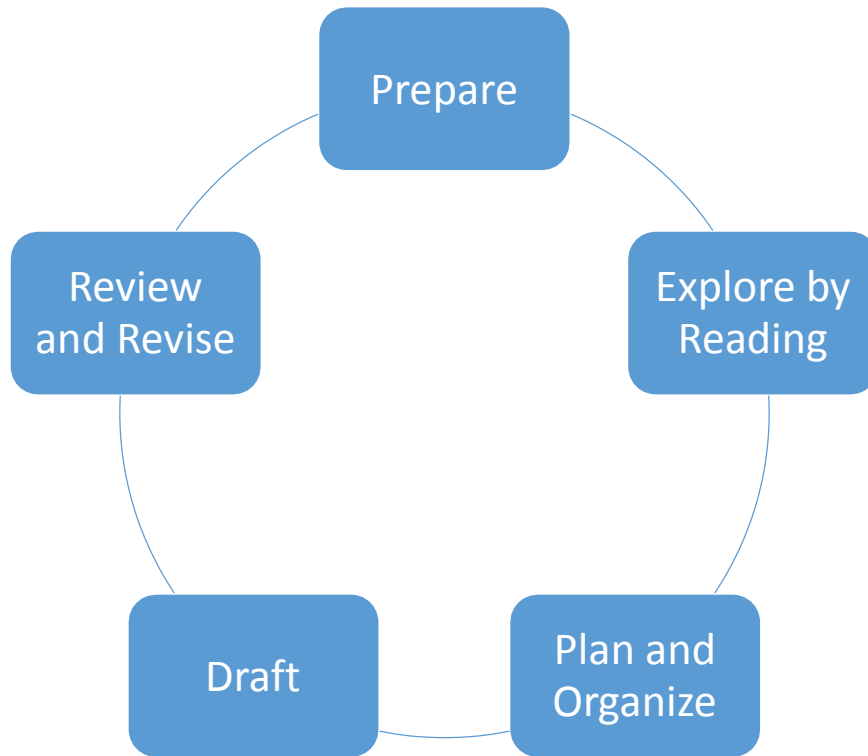 Prepare
Explore by
Reading
Plan and
Organize
Draft
Review
and Revise